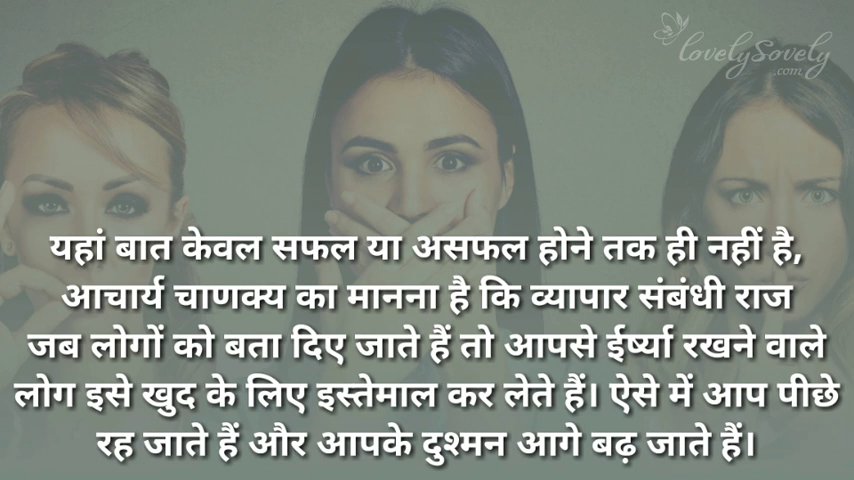 lovelySovely
.com
यहां बात केवल सफल या असफल होने तक ही नहीं है,
आचार्य चाणक्य का मानना है कि व्यापार संबंधी राज
जब लोगों को बता दिए जाते हैं तो आपसे ईर्ष्या रखने वाले
लोग इसे खुद के लिए इस्तेमाल कर लेते हैं। ऐसे में आप पीछे
रह जाते हैं और आपके दुश्मन आगे बढ़ जाते हैं।